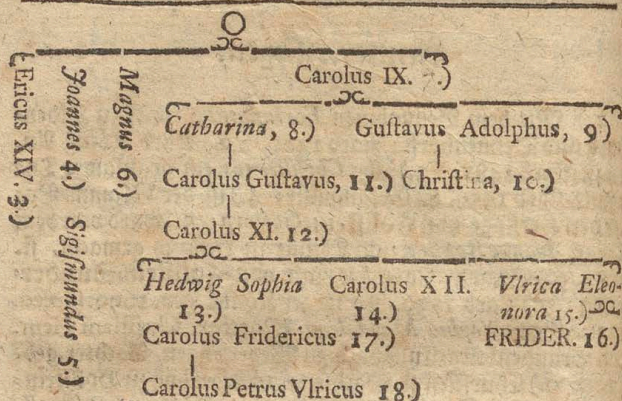 Carolus IX. 7.)
Ericus XIV. 3.)
Joannes 4.) Sigiſmundus 5.)
Magnus 6.)
Catharina, 8.) Guſtavus Adolphus, 9.)
Carolus Guſtavus, 11.) Chriſtina, 10.)
Carolus XI. 12.)
Hedwig Sophia Carolus XII. Vlrica Eleo-
13.) 14.) nora 15.)
Carolus Fridericus 17.) FRIDER. 16.)
Carolus Petrus Vlricus 18.)